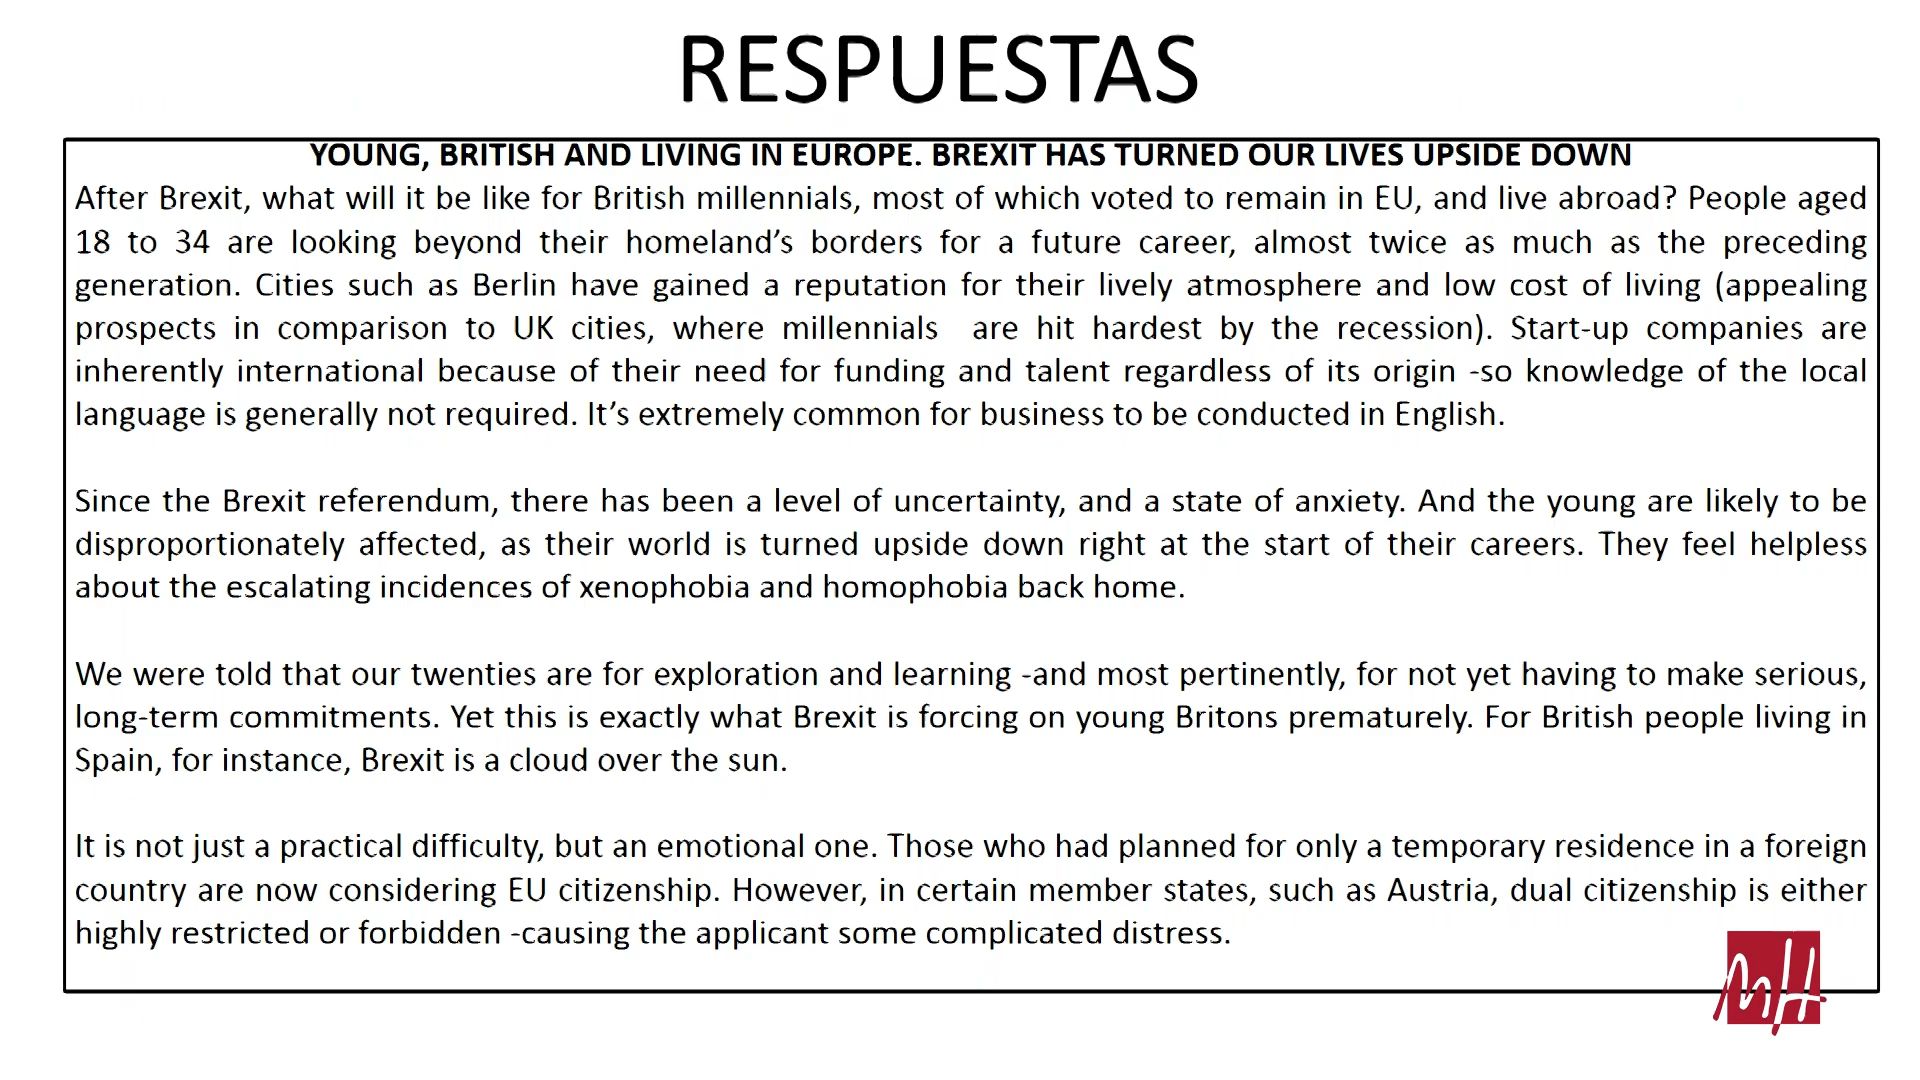 RESPUESTAS
YOUNG, BRITISH AND LIVING IN EUROPE. BREXIT HAS TURNED OUR LIVES UPSIDE DOWN
After Brexit, what will it be like for British millennials, most of which voted to remain in EU, and live abroad? People aged
18 to 34 are looking beyond their homeland’s borders for a future career, almost twice as much as the preceding
generation. Cities such as Berlin have gained a reputation for their lively atmosphere and low cost of living (appealing
prospects in comparison to UK cities, where millennials are hit hardest by the recession). Start-up companies are
inherently international because of their need for funding and talent regardless of its origin -so knowledge of the local
language is generally not required. It’s extremely common for business to be conducted in English.
Since the Brexit referendum, there has been a level of uncertainty, and a state of anxiety. And the young are likely to be
disproportionately affected, as their world is turned upside down right at the start of their careers. They feel helpless
about the escalating incidences of xenophobia and homophobia back home.
We were told that our twenties are for exploration and learning -and most pertinently, for not yet having to make serious,
long-term commitments. Yet this is exactly what Brexit is forcing on young Britons prematurely. For British people living in
Spain, for instance, Brexit is a cloud over the sun.
It is not just a practical difficulty, but an emotional one. Those who had planned for only a temporary residence in a foreign
country are now considering EU citizenship. However, in certain member states, such as Austria, dual citizenship is either
highly restricted or forbidden -causing the applicant some complicated distress.
MH